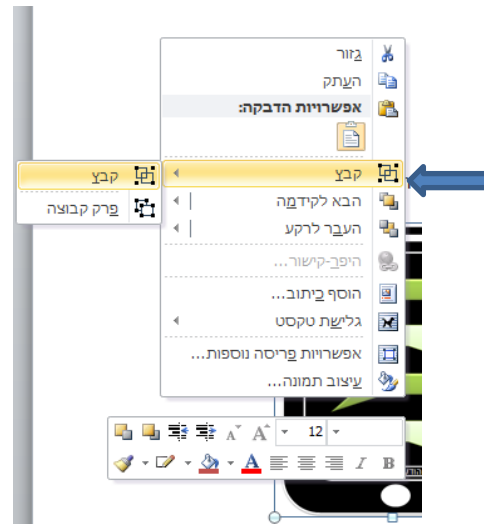 גזור
העתק
אפשרויות הדבקה:
קבץ
הבא לקידמה
העבר לרקע
היפר-קישור...
הוסף כיתוב...
גלישת טקסט
אפשרויות פריסה נוספות...
עיצוב תמונה...
קבץ
פרק קבוצה
A A 12
A I B